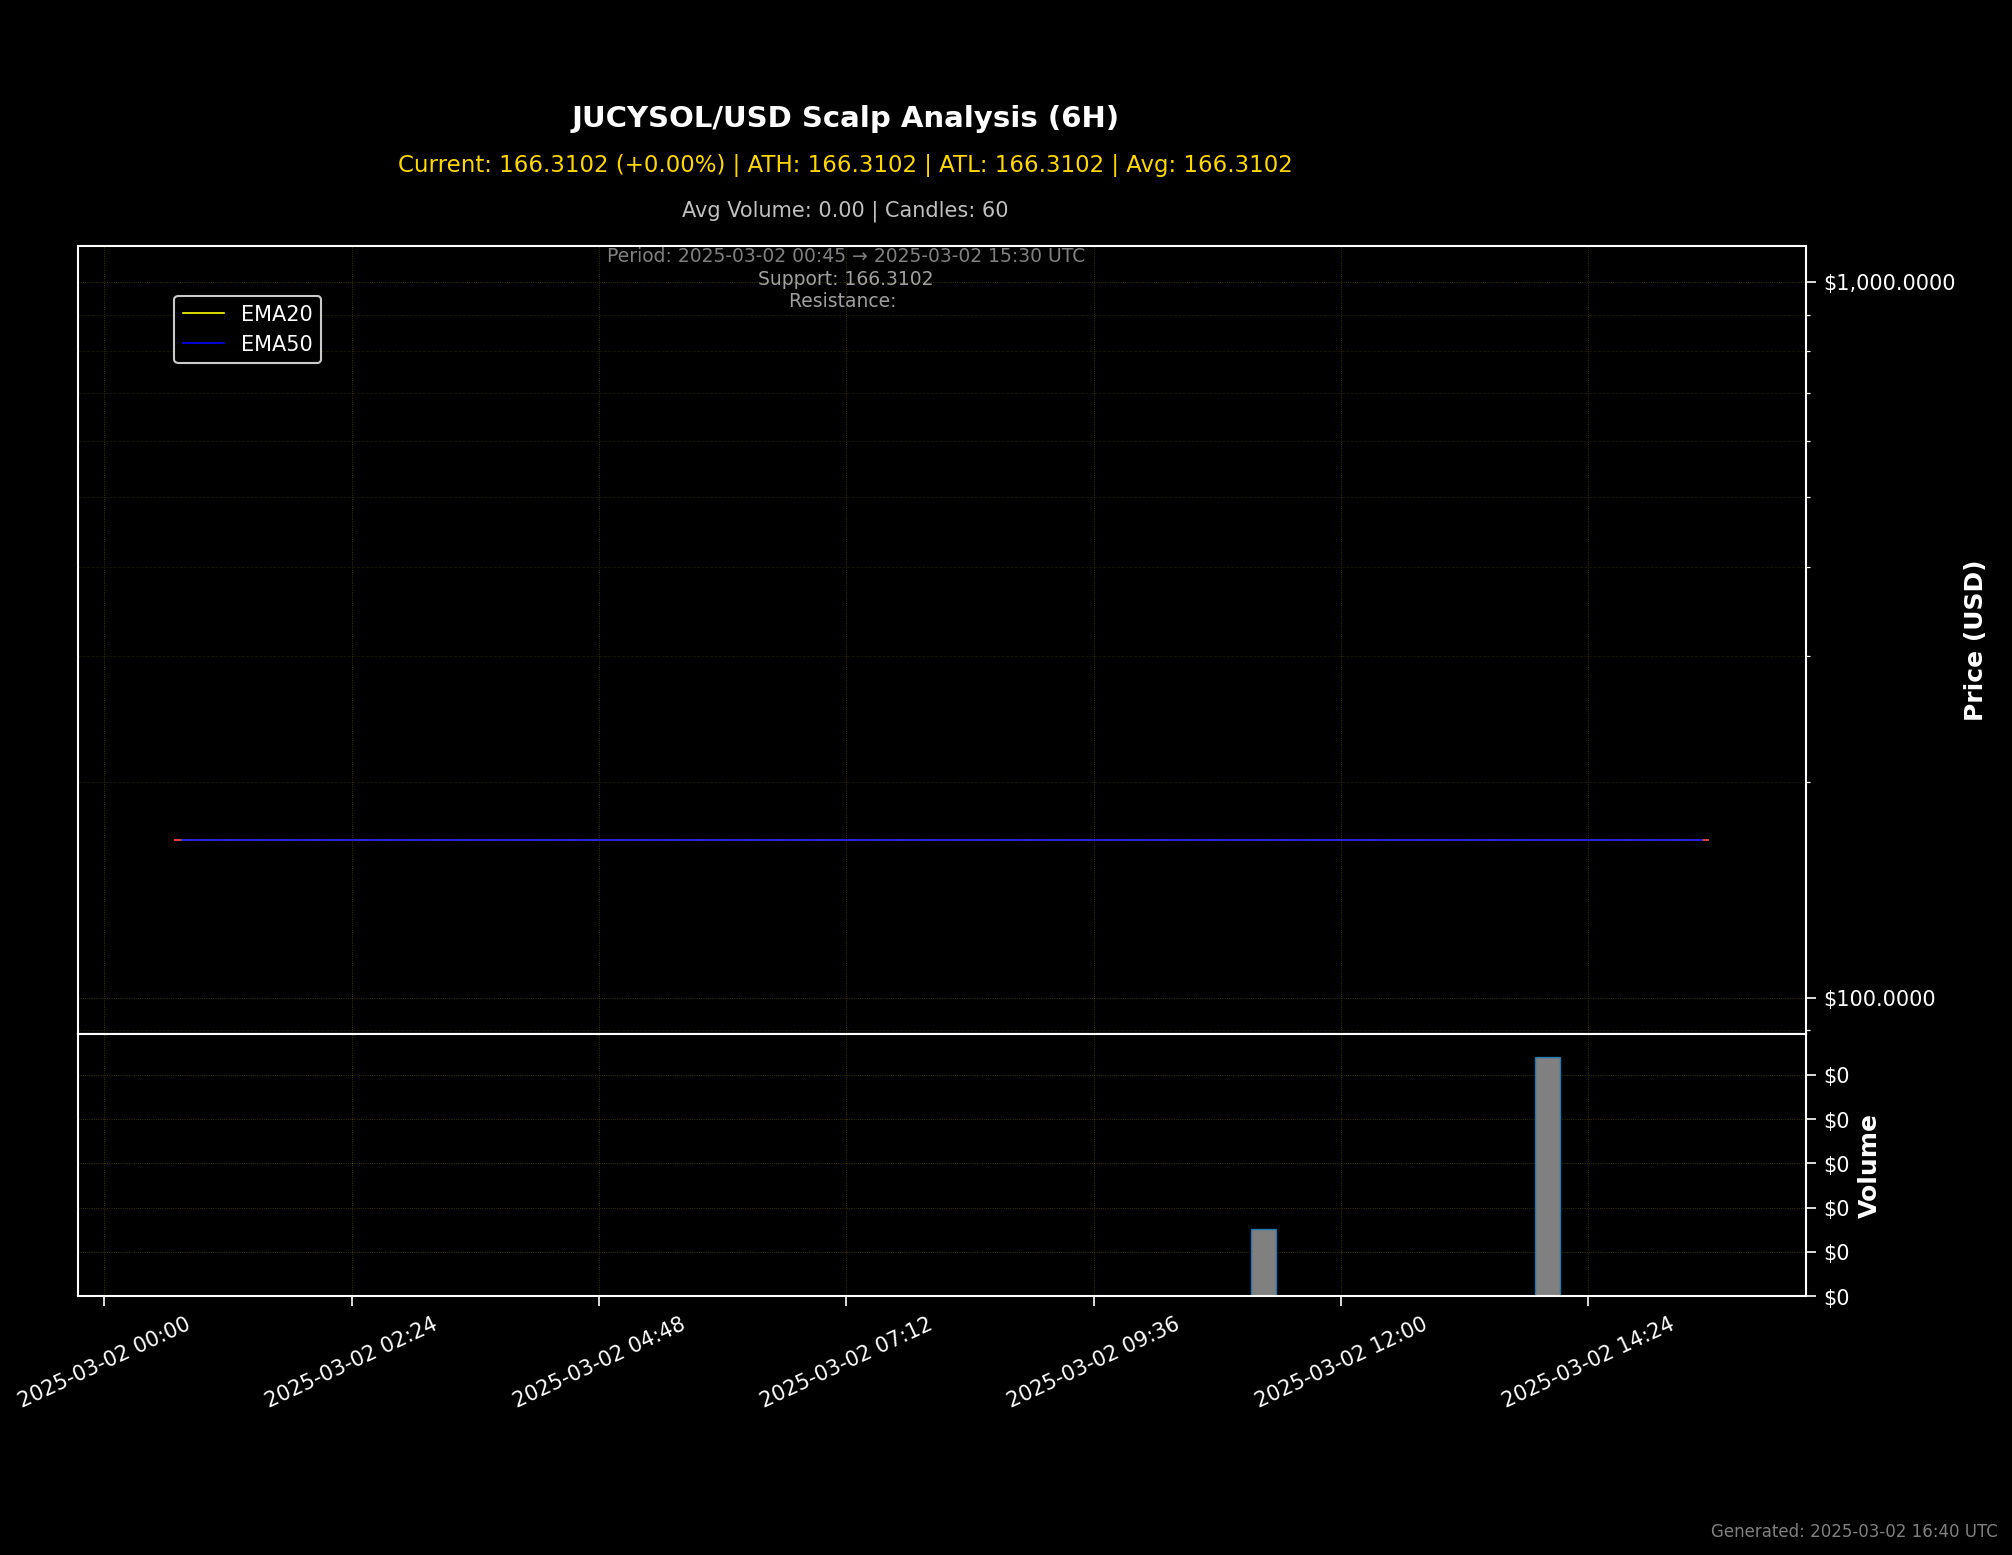 JUCYSOL/USD Scalp Analysis (6H)
Current: 166.3102 (+0.00%) | ATH: 166.3102 | ATL: 166.3102 | Avg: 166.3102
Avg Volume: 0.00 | Candles: 60
Period: 2025-03-02 00:45 → 2025-03-02 15:30 UTC
Support: 166.3102
Resistance:
EMA20
EMA50
$1,000.0000
Price (USD)
$100.0000
$0
$0
$0
$0
$0
$0
Volume
2025-03-02 00:00
2025-03-02 02:24
2025-03-02 04:48
2025-03-02 07:12
2025-03-02 09:36
2025-03-02 12:00
2025-03-02 14:24
Generated: 2025-03-02 16:40 UTC